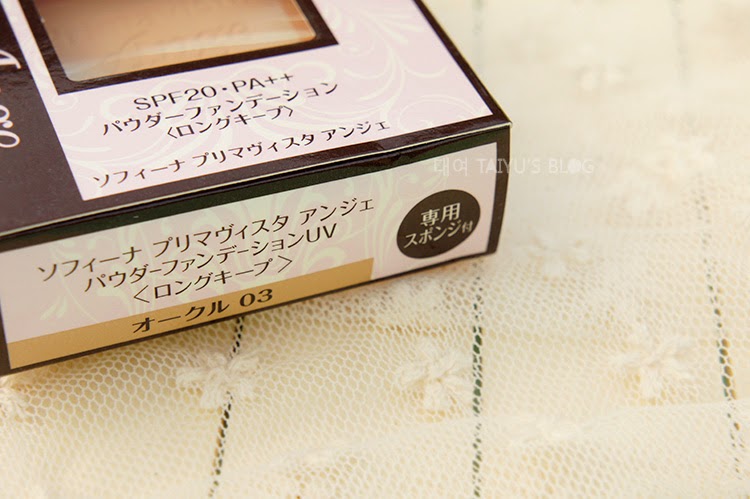 SPF20・PA++
パウダーファンデーション
〈ロングキープ〉
ソフィーナ プリマヴィスタ アンジェ
대여 TAIYU'S BLOG
ソフィーナ プリマヴィスタ アンジェ
パウダーファンデーションUV
〈ロングキープ〉
オークル 03
専用
スポンジ付